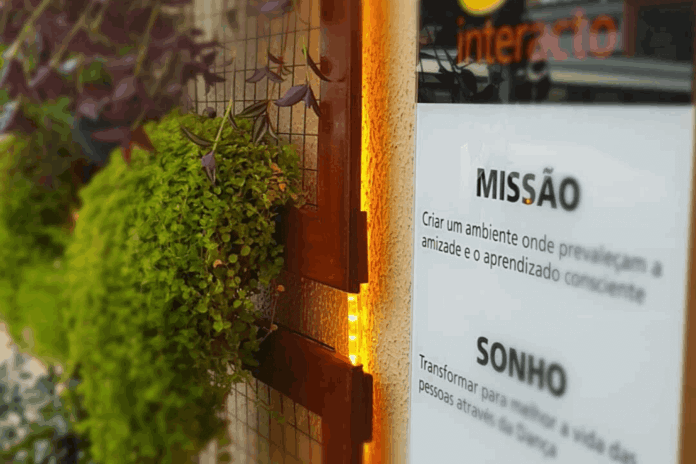 interacto
MISSÃO
Criar um ambiente onde prevaleçam a
amizade e o aprendizado consciente
SONHO
Transformar para melhor a vida das
pessoas através da Dança